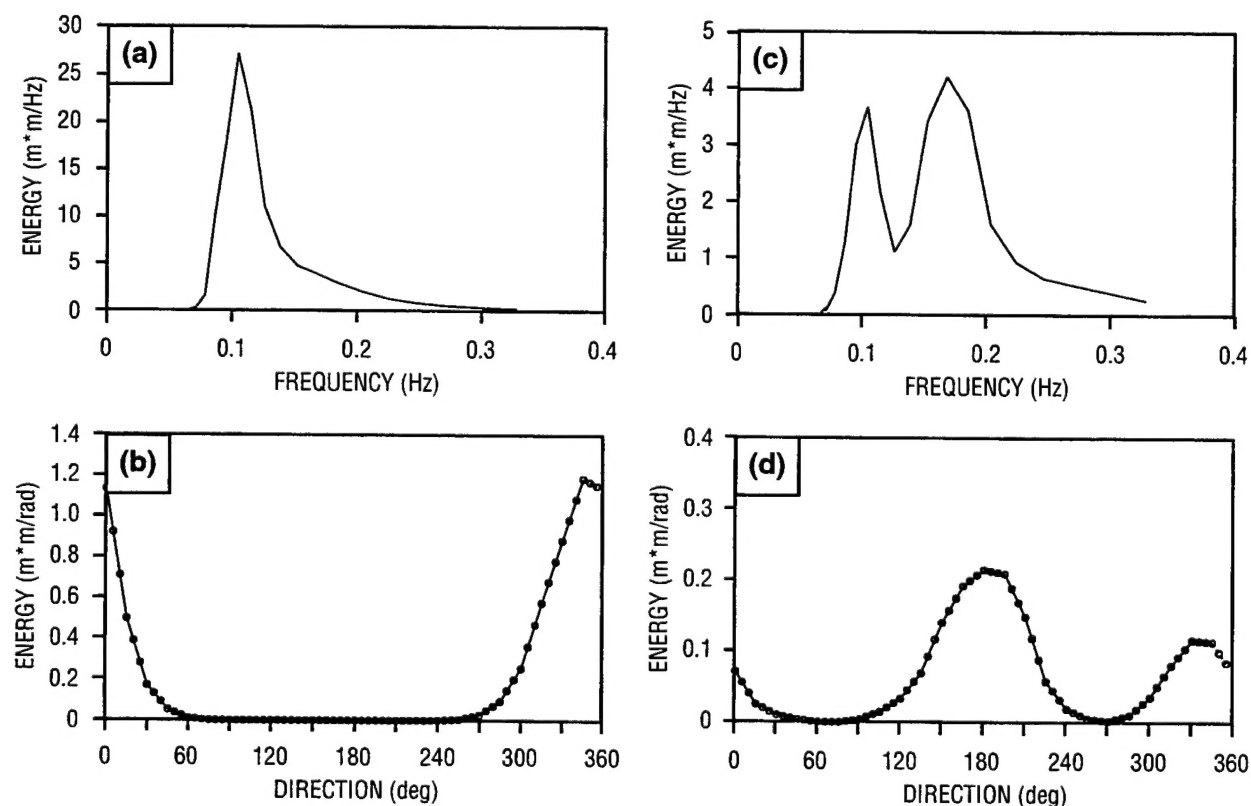 (a)
30
25
20
15
10
5
0
ENERGY (m*m/Hz)
0 0.1 0.2 0.3 0.4
FREQUENCY (Hz)
(c)
5
4
3
2
1
0
ENERGY (m*m/Hz)
0 0.1 0.2 0.3 0.4
FREQUENCY (Hz)
(b)
1.4
1.2
1.0
0.8
0.6
0.4
0.2
0
ENERGY (m*m/rad)
0 60 120 180 240 300 360
DIRECTION (deg)
(d)
0.4
0.3
0.2
0.1
0
ENERGY (m*m/rad)
0 60 120 180 240 300 360
DIRECTION (deg)